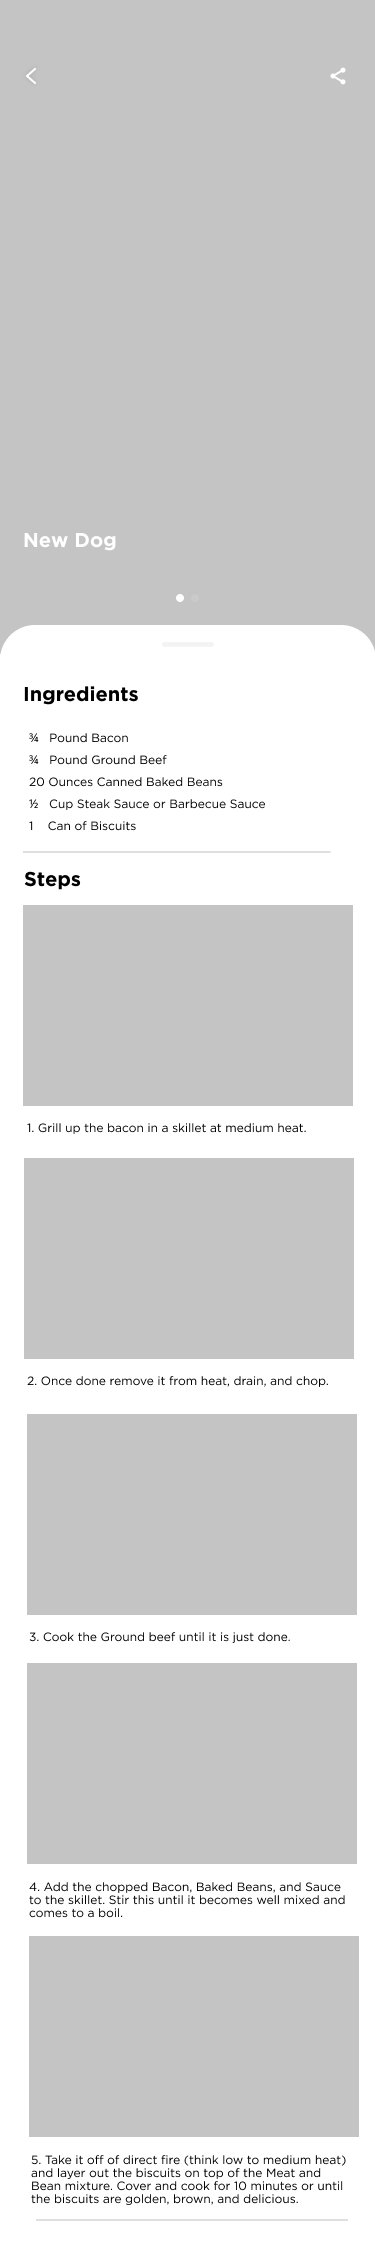 New Dog
Ingredients
¾ Pound Bacon
¾ Pound Ground Beef
20 Ounces Canned Baked Beans
½ Cup Steak Sauce or Barbecue Sauce
1 Can of Biscuits
Steps
1. Grill up the bacon in a skillet at medium heat.
2. Once done remove it from heat, drain, and chop.
3. Cook the Ground beef until it is just done.
4. Add the chopped Bacon, Baked Beans, and Sauce
to the skillet. Stir this until it becomes well mixed and
comes to a boil.
5. Take it off of direct fire (think low to medium heat)
and layer out the biscuits on top of the Meat and
Bean mixture. Cover and cook for 10 minutes or until
the biscuits are golden, brown, and delicious.